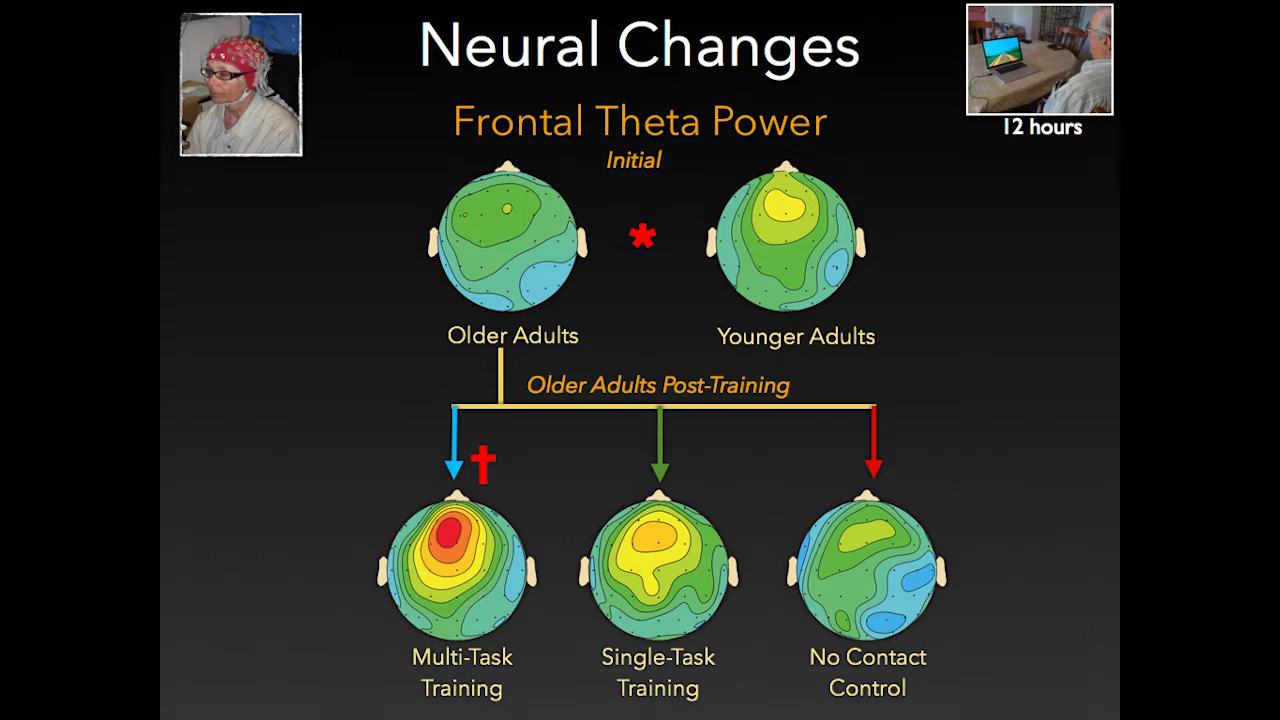 Neural Changes
Frontal Theta Power
12 hours
Initial
*
Older Adults
Younger Adults
Older Adults Post-Training
†
Multi-Task
Training
Single-Task
Training
No Contact
Control